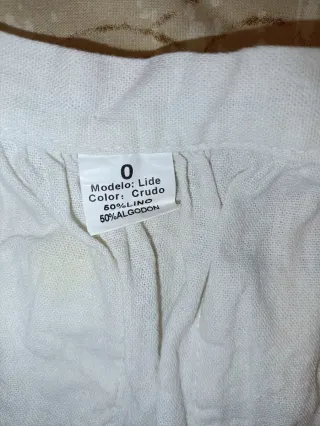 0
Modelo: Lide
Color: Crudo
50%LINO
50%ALGODON